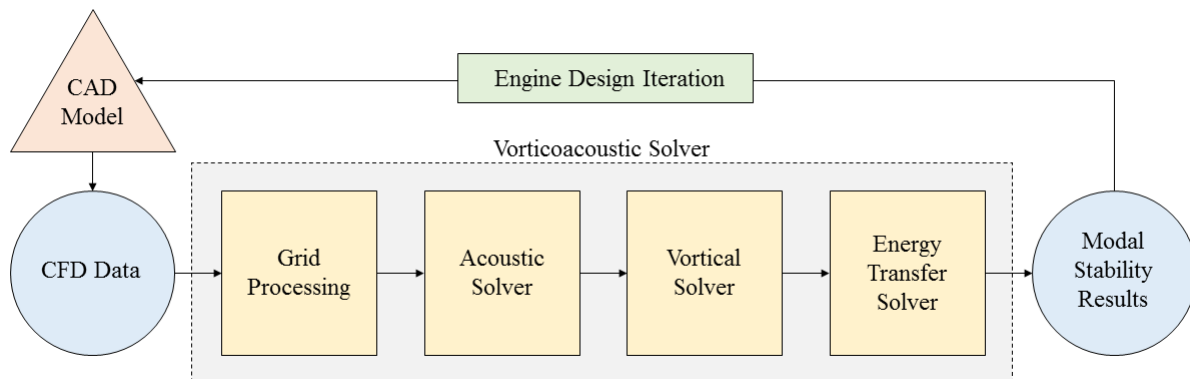 CAD
Model
Engine Design Iteration
Vorticoacoustic Solver
CFD Data
Grid
Processing
Acoustic
Solver
Vortical
Solver
Energy
Transfer
Solver
Modal
Stability
Results